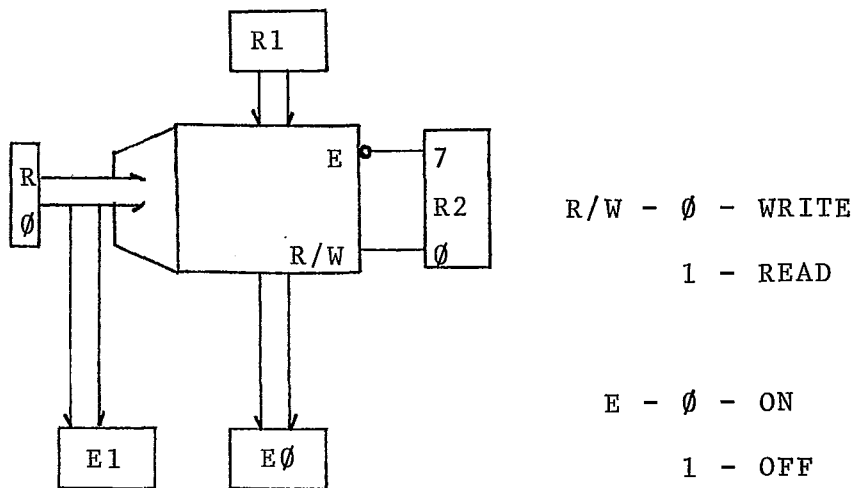 R1
E
7
R
R2
Ø
R/W
Ø
R/W - Ø - WRITE
1 - READ
E - Ø - ON
1 - OFF
E1
EØ